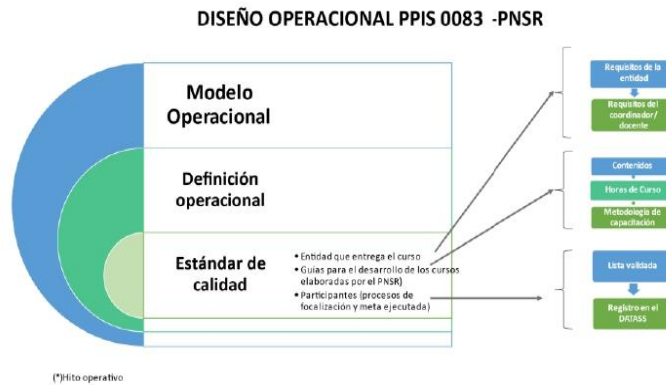 DISEÑO OPERACIONAL PPIS 0083 -PNSR
Modelo
Operacional
Definición
operacional
Estándar de
calidad
• Entidad que entrega el curso
• Guías para el desarrollo de los cursos
elaboradas por el PNSR)
• Participantes (procesos de
focalización y meta ejecutada)
Requisitos de la
entidad
Requisitos del
coordinador/
docente
Contenidos
Horas de Curso
Metodología de
capacitación
Lista validada
Registro en el
DATASS
(*)Hito operativo